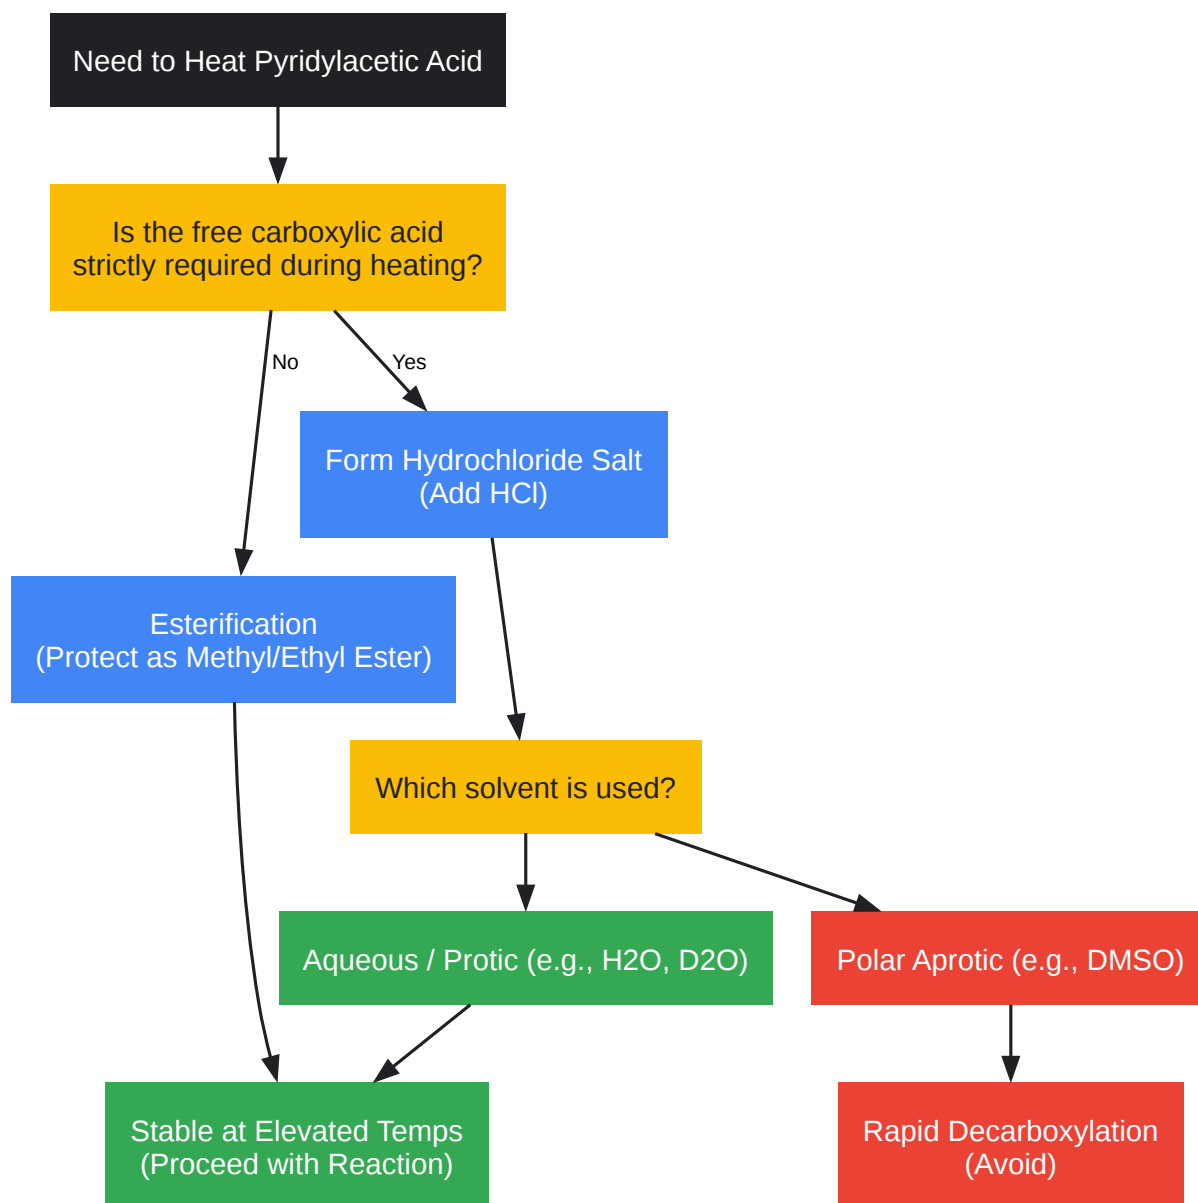 Need to Heat Pyridylacetic Acid
Is the free carboxylic acid
strictly required during heating?
No
Yes
Form Hydrochloride Salt
(Add HCl)
Esterification
(Protect as Methyl/Ethyl Ester)
Which solvent is used?
Aqueous / Protic (e.g., H2O, D2O)
Polar Aprotic (e.g., DMSO)
Stable at Elevated Temps
(Proceed with Reaction)
Rapid Decarboxylation
(Avoid)